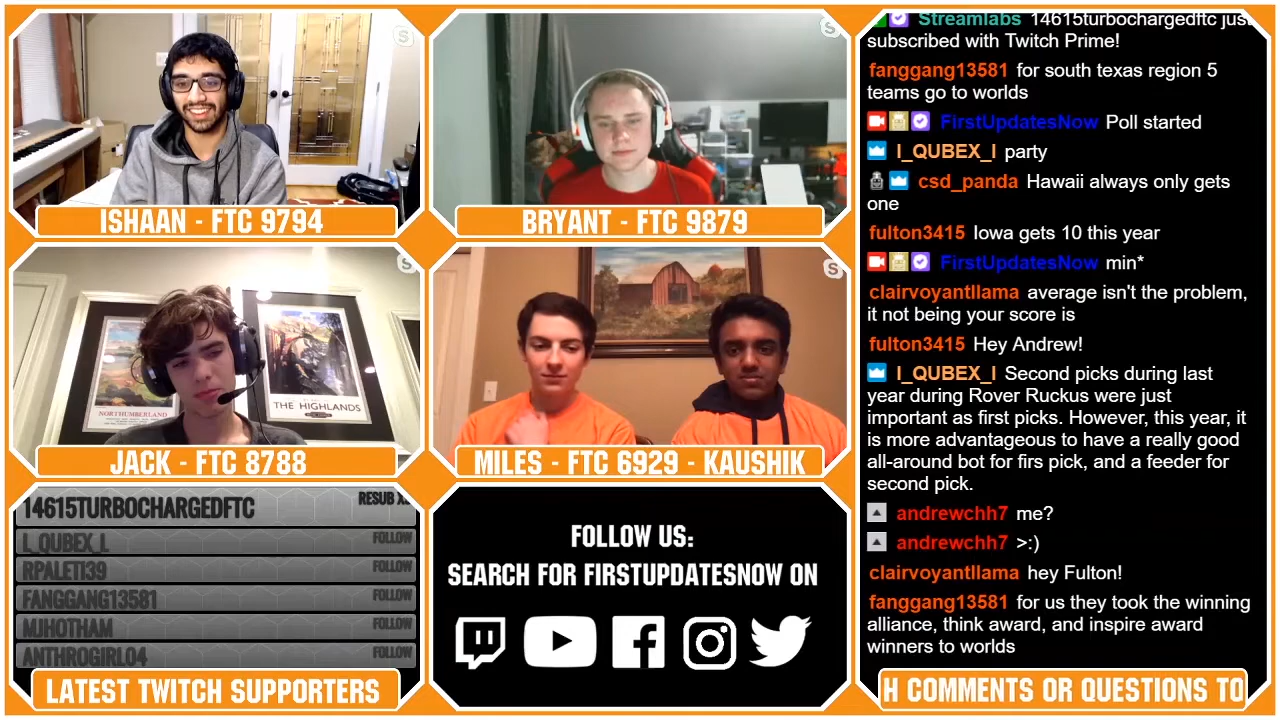 ISHAAN - FTC 9794
BRYANT - FTC 9879
NORTHUMBERLAND
THE HIGHLANDS
JACK - FTC 8788
MILES - FTC 6929 - KAUSHIK
14615TURBOCHARGEDFTC RESUB
L_QUBEX_L FOLLOW
RPALETI39 FOLLOW
FANGGANG13581 FOLLOW
MJHOTHAM FOLLOW
ANTHROGIRL04 FOLLOW
LATEST TWITCH SUPPORTERS
FOLLOW US:
SEARCH FOR FIRSTUPDATESNOW ON
Streamlabs 14615turbochargedftc just
subscribed with Twitch Prime!
fanggang13581 for south texas region 5
teams go to worlds
FirstUpdatesNow Poll started
l_QUBEX_l party
csd_panda Hawaii always only gets
one
fulton3415 Iowa gets 10 this year
FirstUpdatesNow min*
clairvoyantllama average isn't the problem,
it not being your score is
fulton3415 Hey Andrew!
l_QUBEX_l Second picks during last
year during Rover Ruckus were just
important as first picks. However, this year, it
is more advantageous to have a really good
all-around bot for firs pick, and a feeder for
second pick.
andrewchh7 me?
andrewchh7 >:)
clairvoyantllama hey Fulton!
fanggang13581 for us they took the winning
alliance, think award, and inspire award
winners to worlds
H COMMENTS OR QUESTIONS TO